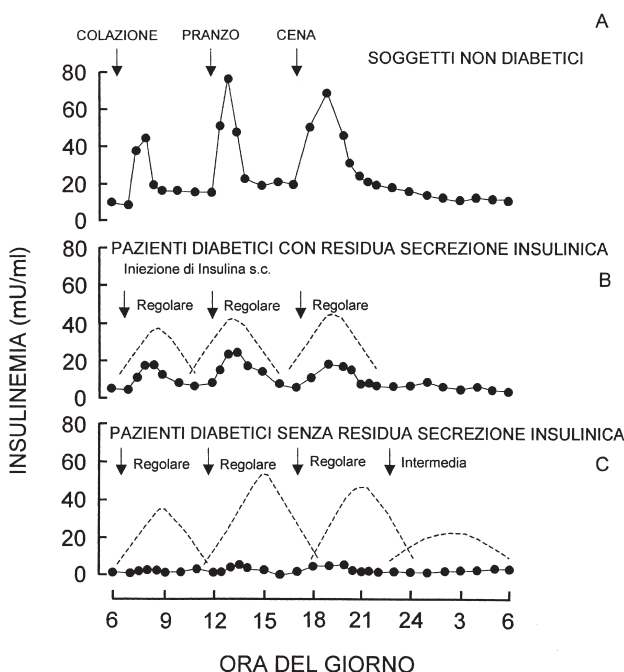 A
COLAZIONE PRANZO CENA
SOGGETTI NON DIABETICI
80
60
40
20
0
PAZIENTI DIABETICI CON RESIDUA SECREZIONE INSULINICA
Iniezione di Insulina s.c.
B
Regolare Regolare Regolare
80
60
40
20
0
PAZIENTI DIABETICI SENZA RESIDUA SECREZIONE INSULINICA
Regolare Regolare Regolare Intermedia
C
80
60
40
20
0
INSULINEMIA (mU/ml)
6 9 12 15 18 21 24 3 6
ORA DEL GIORNO